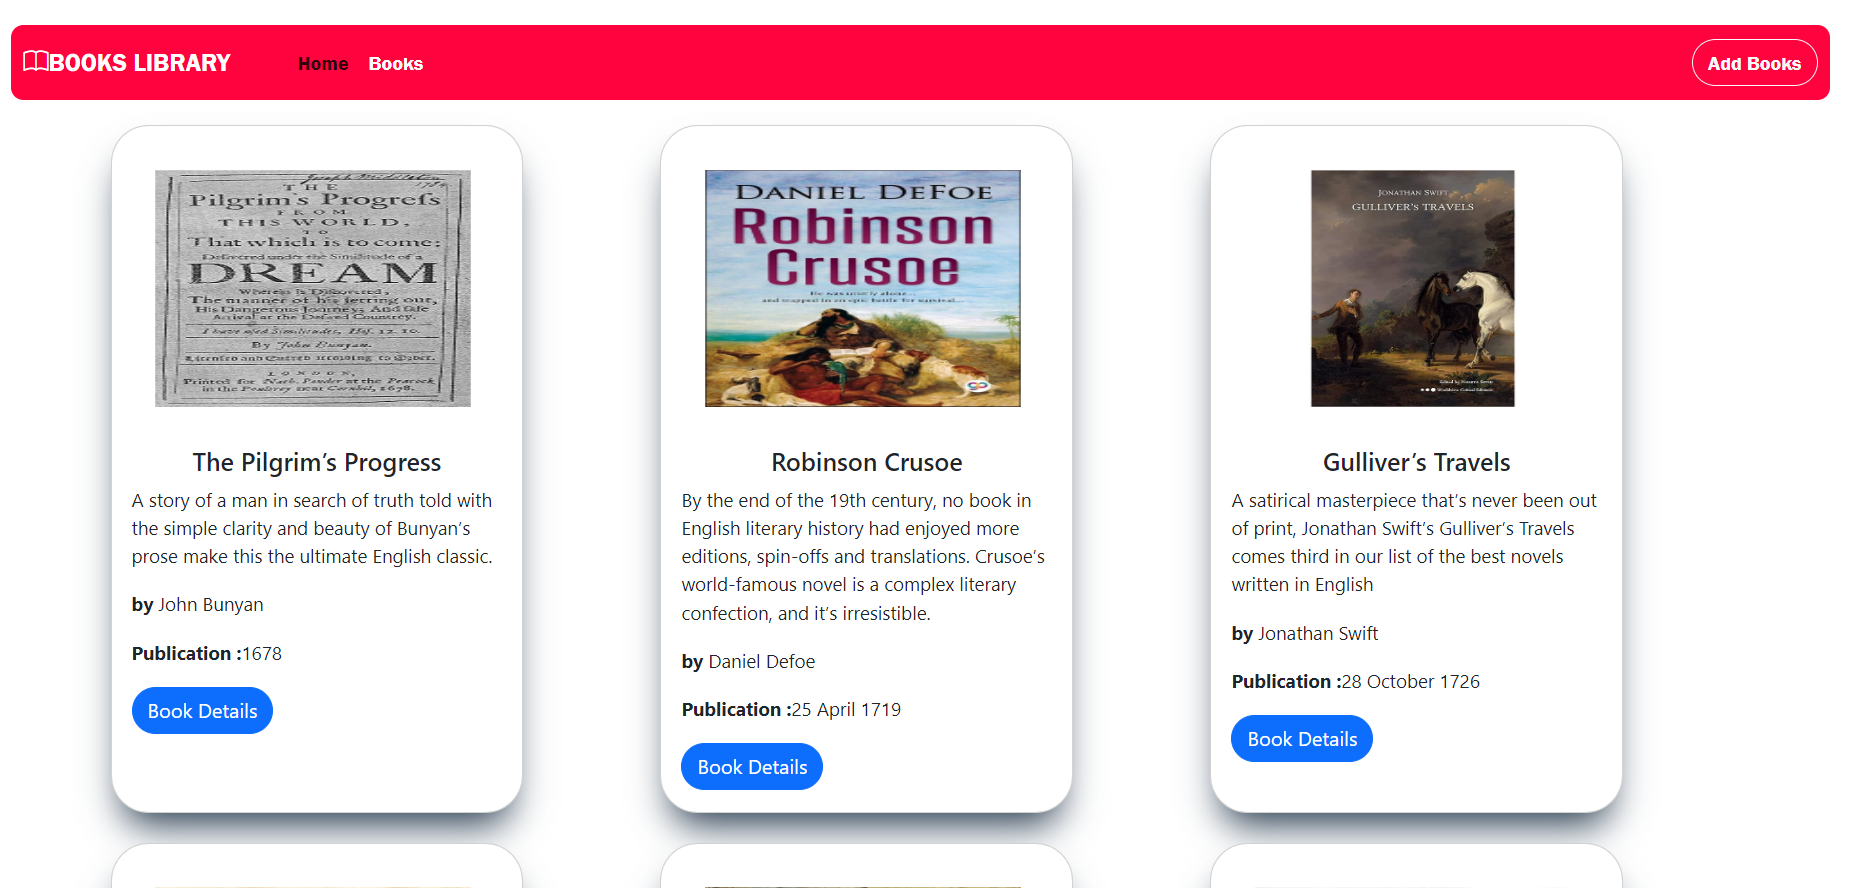 BOOKS LIBRARY
Home
Books
Add Books
Joseph Middleton
THE
Pilgrim's Progreſs
FROM
THIS WORLD,
TO
That which is to come:
Delivered under the Similitude of a
DREAM
Wherein is Discovered,
The manner of his setting out,
His Dangerous Journey; And safe
Arrival at the Desired Countrey.
I have used Similitudes, Hos. 12. 10.
By John Bunyan.
Licensed and Entred according to Order.
LONDON,
Printed for Nath. Ponder at the Peacock
in the Poultrey near Cornhil, 1678.
The Pilgrim’s Progress
A story of a man in search of truth told with
the simple clarity and beauty of Bunyan’s
prose make this the ultimate English classic.
by John Bunyan
Publication :1678
Book Details
DANIEL DEFOE
Robinson
Crusoe
He was utterly alone...
and trapped in an epic battle for survival...
Robinson Crusoe
By the end of the 19th century, no book in
English literary history had enjoyed more
editions, spin-offs and translations. Crusoe’s
world-famous novel is a complex literary
confection, and it’s irresistible.
by Daniel Defoe
Publication :25 April 1719
Book Details
JONATHAN SWIFT
GULLIVER'S TRAVELS
Gulliver’s Travels
A satirical masterpiece that’s never been out
of print, Jonathan Swift’s Gulliver’s Travels
comes third in our list of the best novels
written in English
by Jonathan Swift
Publication :28 October 1726
Book Details